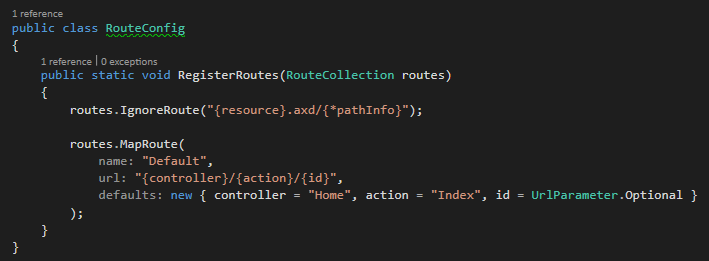 1 reference
public class RouteConfig
{
1 reference | 0 exceptions
public static void RegisterRoutes(RouteCollection routes)
{
routes.IgnoreRoute("{resource}.axd/{*pathInfo}");
routes.MapRoute(
name: "Default",
url: "{controller}/{action}/{id}",
defaults: new { controller = "Home", action = "Index", id = UrlParameter.Optional }
);
}
}